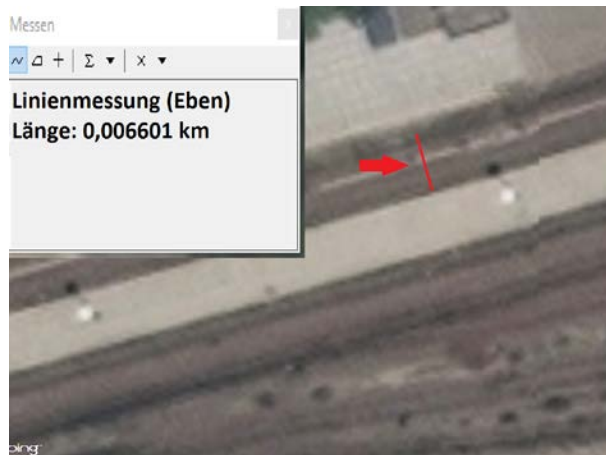 Messen
Σ
x
Linienmessung (Eben)
Länge: 0,006601 km
bing